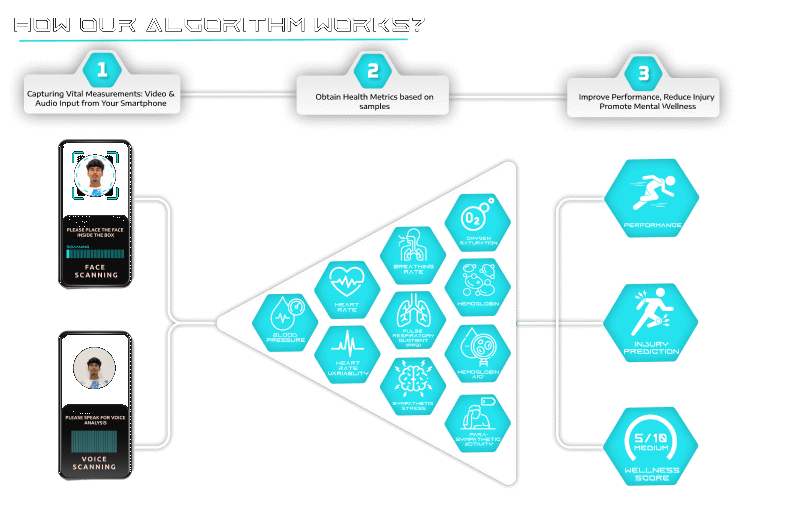 HOW OUR ALGORITHM WORKS?
1
2
3
Capturing Vital Measurements: Video &
Audio Input from Your Smartphone
Obtain Health Metrics based on
samples
Improve Performance, Reduce Injury
Promote Mental Wellness
PLEASE PLACE THE FACE
INSIDE THE BOX
SCANNING
FACE
SCANNING
PLEASE SPEAK FOR VOICE
ANALYSIS
VOICE
SCANNING
BLOOD
PRESSURE
HEART
RATE
HEART
RATE
VARIABILITY
BREATHING
RATE
PULSE
RESPIRATORY
QUOTIENT
(PRQ)
SYMPATHETIC
STRESS
O2
OXYGEN
SATURATION
HEMOGLOBIN
HEMOGLOBIN
A1C
PARA-
SYMPATHETIC
ACTIVITY
PERFORMANCE
INJURY
PREDICTION
5/10
MEDIUM
WELLNESS
SCORE